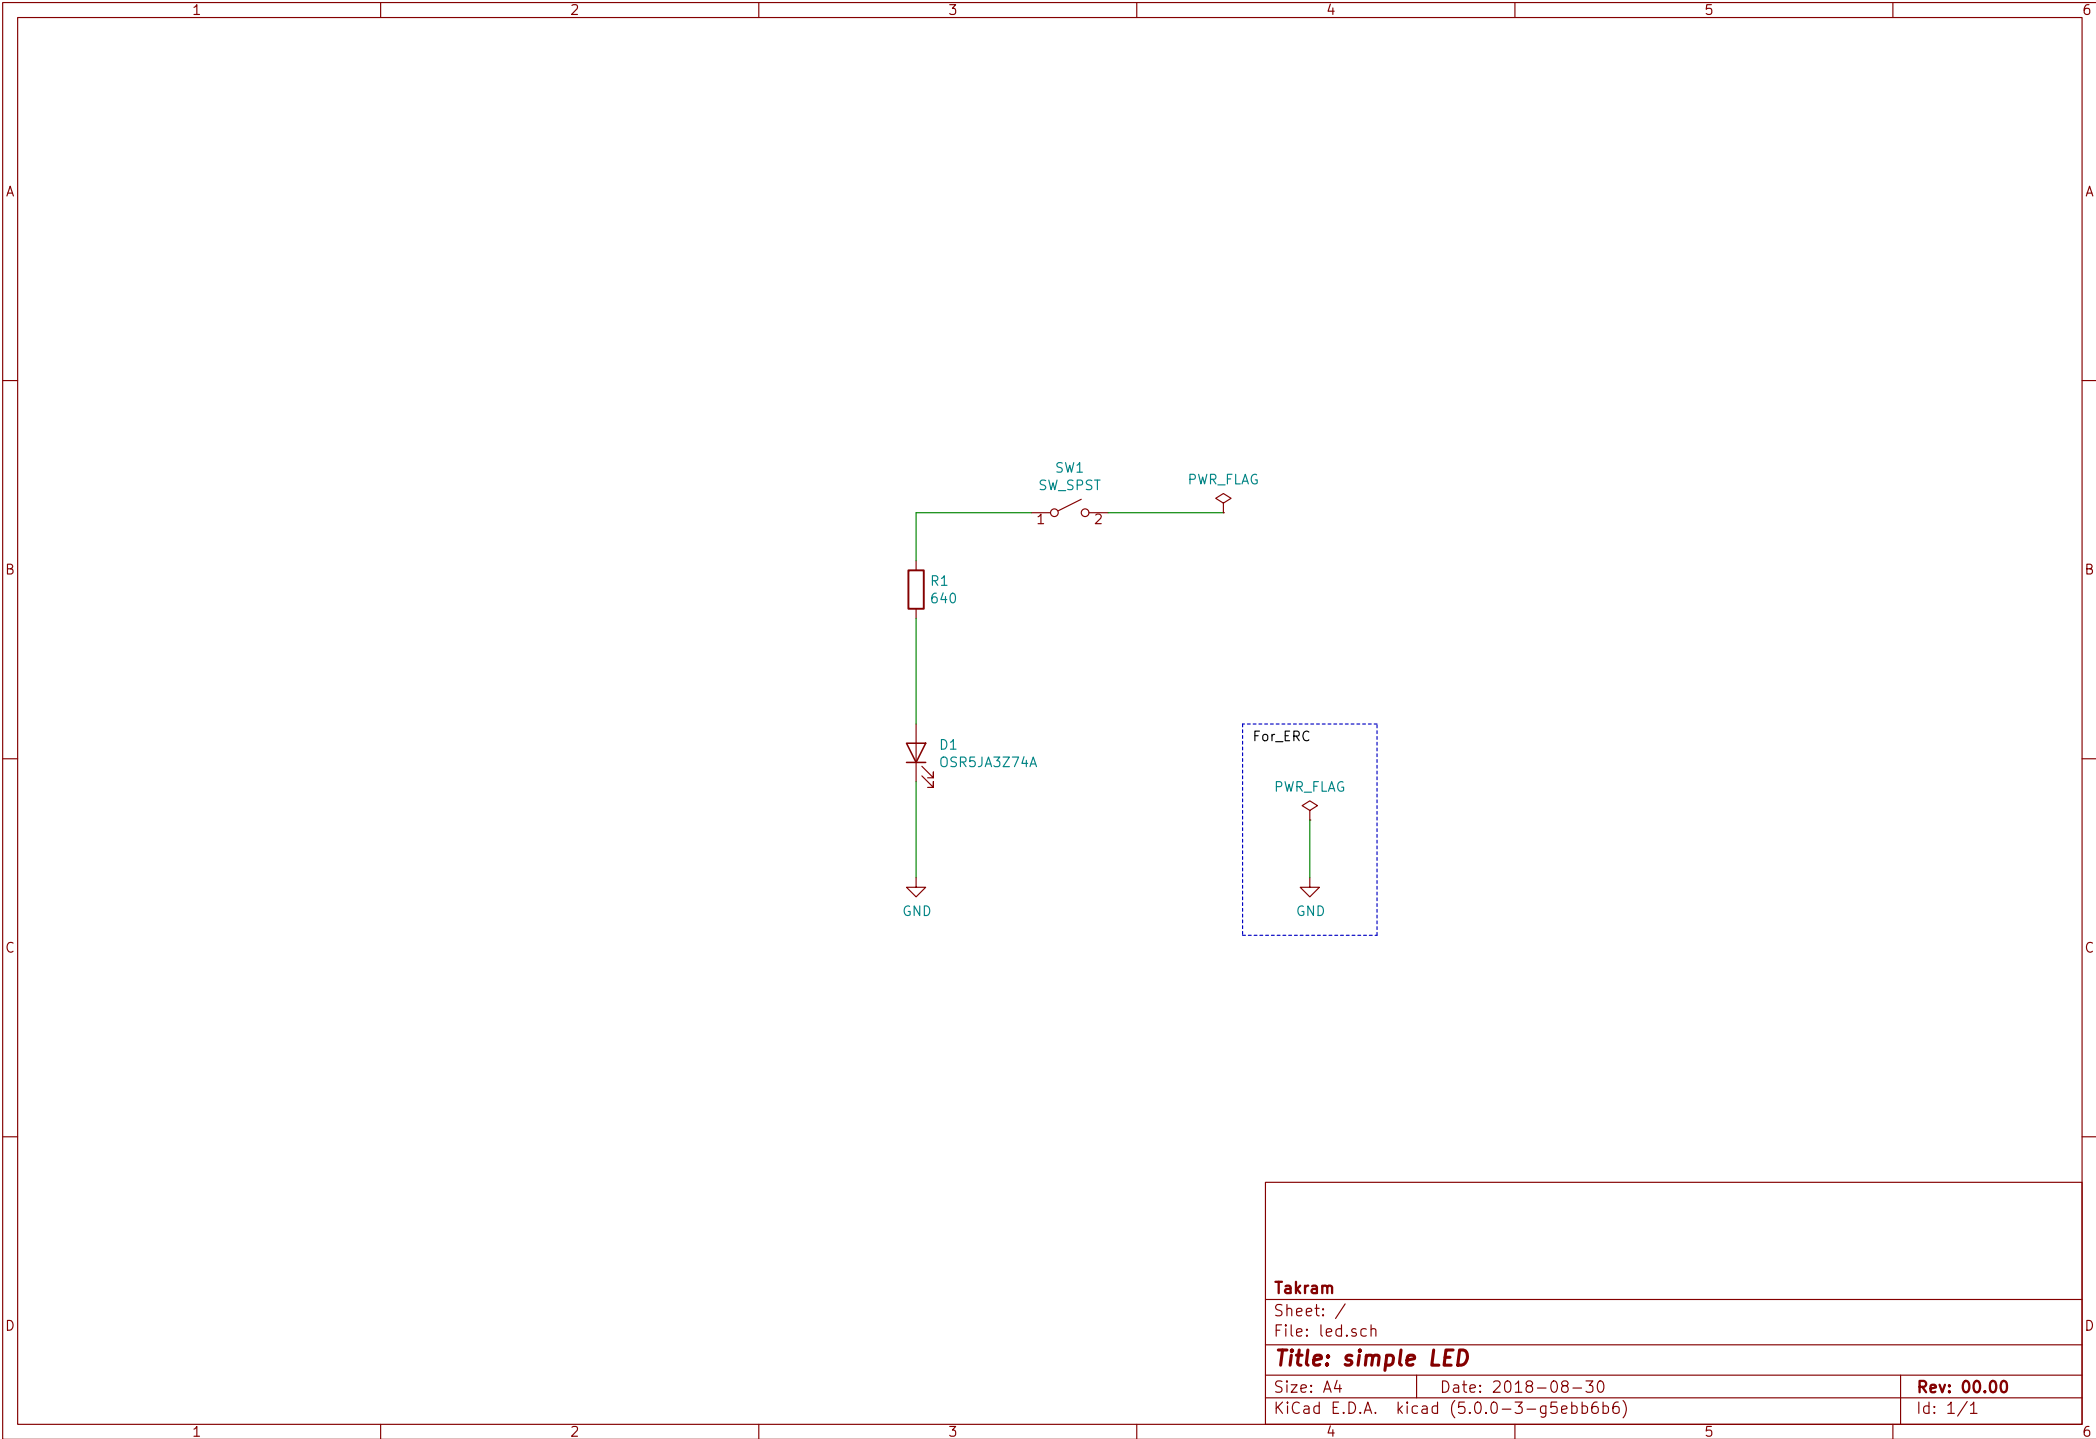 1 2 3 4 5 6
A A
SW1
SW_SPST
PWR_FLAG
1 2
B B
R1
640
For_ERC
D1
OSR5JA3Z74A
PWR_FLAG
GND GND
C C
Takram
Sheet: /
File: led.sch
D D
Title: simple LED
Size: A4 Date: 2018-08-30 Rev: 00.00
KiCad E.D.A. kicad (5.0.0-3-g5ebb6b6) Id: 1/1
1 2 3 4 5 6